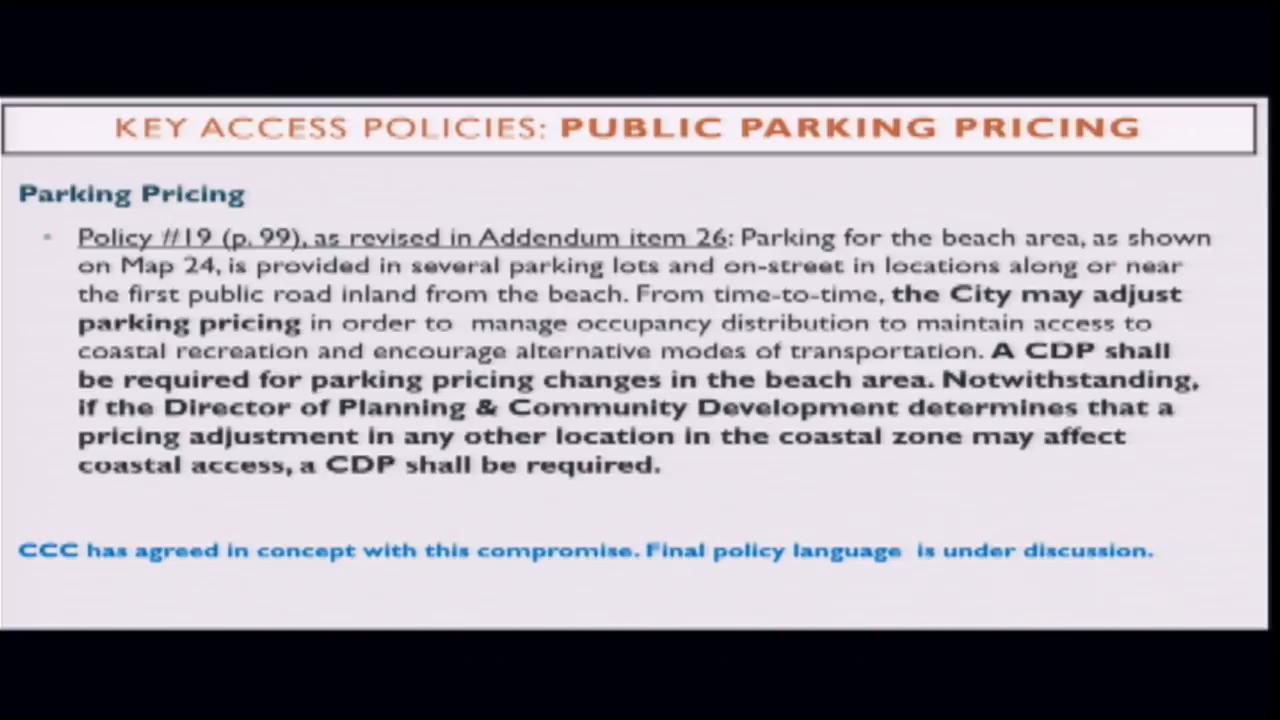 KEY ACCESS POLICIES: PUBLIC PARKING PRICING
Parking Pricing
• Policy #19 (p. 99), as revised in Addendum item 26: Parking for the beach area, as shown
on Map 24, is provided in several parking lots and on-street in locations along or near
the first public road inland from the beach. From time-to-time, the City may adjust
parking pricing in order to manage occupancy distribution to maintain access to
coastal recreation and encourage alternative modes of transportation. A CDP shall
be required for parking pricing changes in the beach area. Notwithstanding,
if the Director of Planning & Community Development determines that a
pricing adjustment in any other location in the coastal zone may affect
coastal access, a CDP shall be required.
CCC has agreed in concept with this compromise. Final policy language is under discussion.